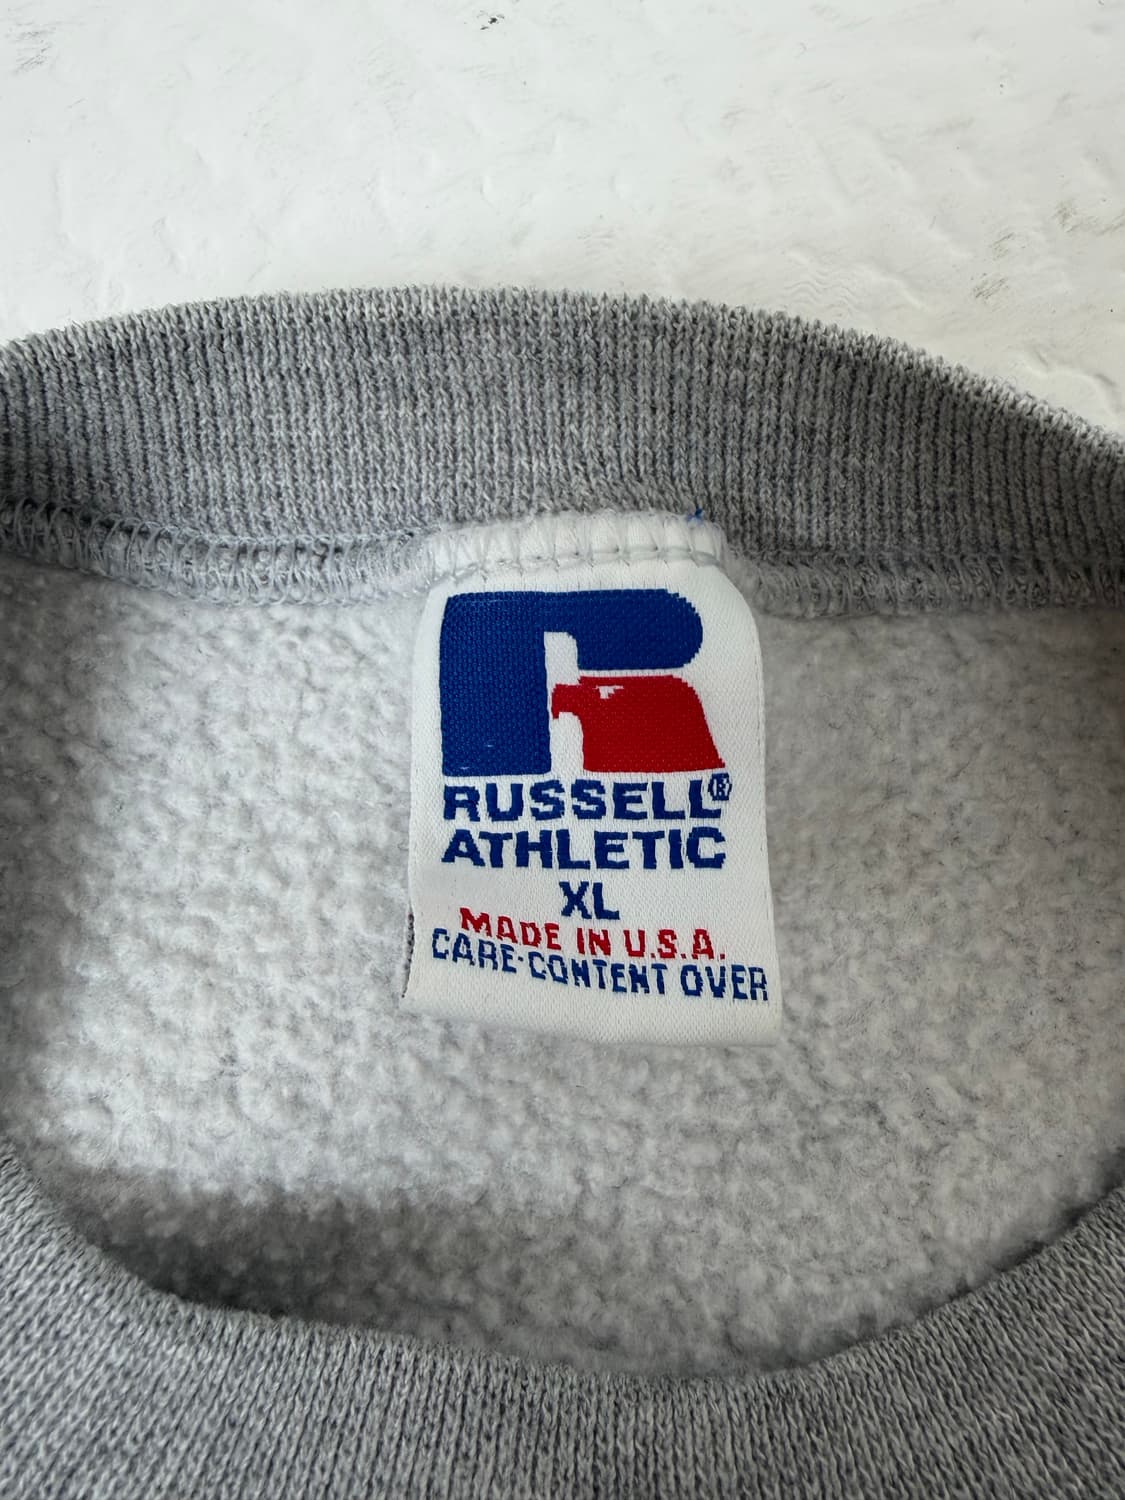 RUSSELL®
ATHLETIC
XL
MADE IN U.S.A.
CARE·CONTENT OVER